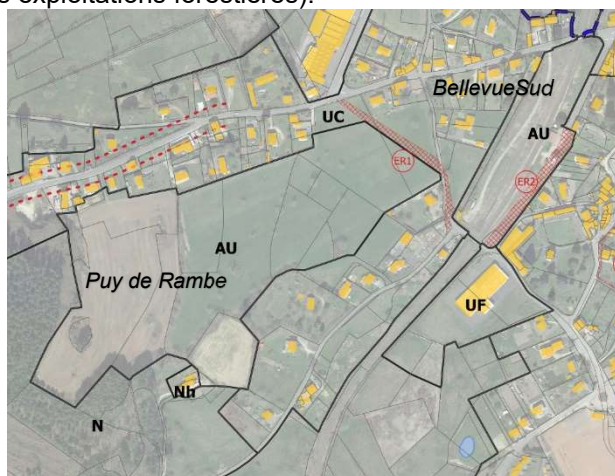 s exploitations forestières).
BellevueSud
UC
AU
ER1
ER2
AU
Puy de Rambe
UF
Nh
N